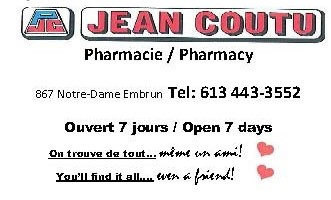 PJC JEAN COUTU
Pharmacie / Pharmacy
867 Notre-Dame Embrun Tel: 613 443-3552
Ouvert 7 jours / Open 7 days
On trouve de tout... même un ami!
You'll find it all.... even a friend!